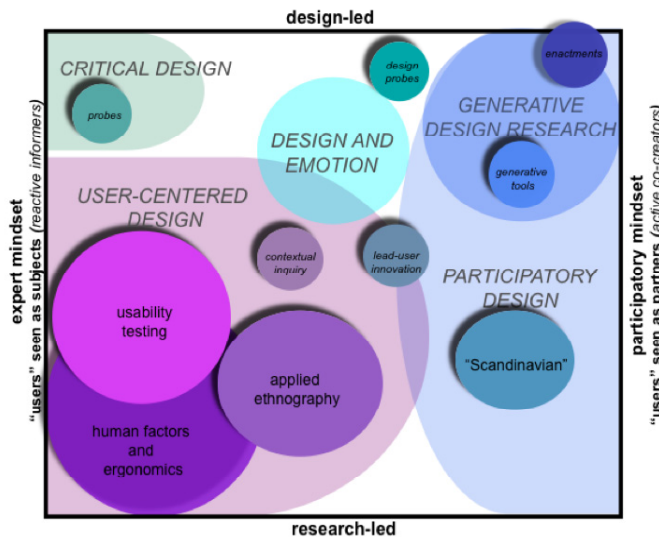 design-led
enactments
CRITICAL DESIGN
design
probes
probes
GENERATIVE
DESIGN RESEARCH
DESIGN AND
EMOTION
generative
tools
USER-CENTERED
DESIGN
contextual
inquiry
lead-user
innovation
PARTICIPATORY
DESIGN
usability
testing
"Scandinavian"
applied
ethnography
human factors
and
ergonomics
research-led
expert mindset
"users" seen as subjects (reactive informers)
participatory mindset
"users" seen as partners (active co-creators)